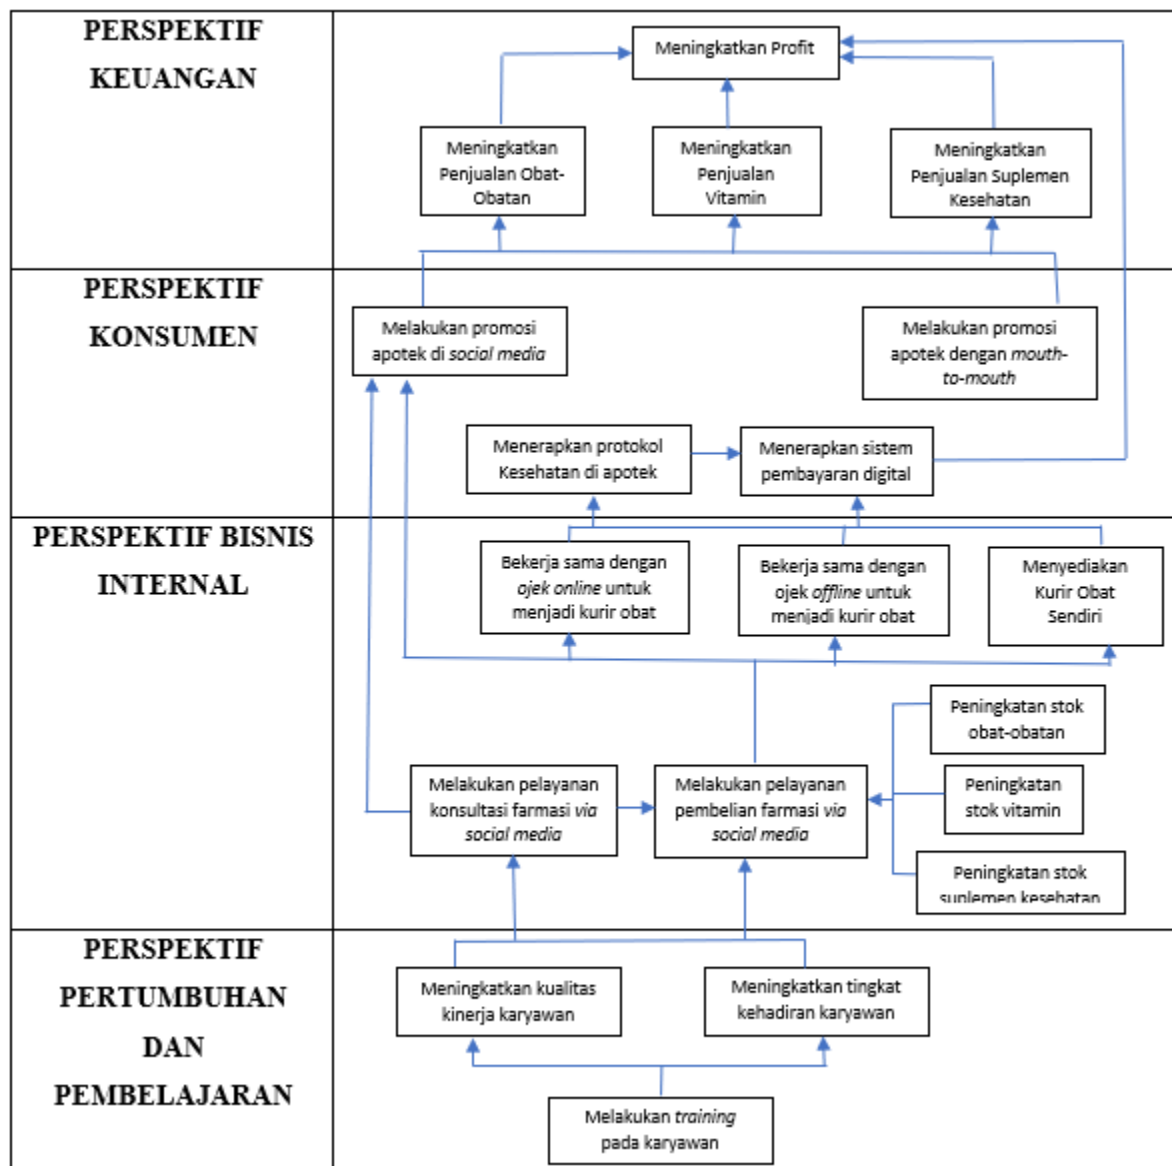 PERSPEKTIF
KEUANGAN
Meningkatkan Profit
Meningkatkan
Penjualan Obat-
Obatan
Meningkatkan
Penjualan
Vitamin
Meningkatkan
Penjualan Suplemen
Kesehatan
PERSPEKTIF
KONSUMEN
Melakukan promosi
apotek di social media
Melakukan promosi
apotek dengan mouth-
to-mouth
Menerapkan protokol
Kesehatan di apotek
Menerapkan sistem
pembayaran digital
PERSPEKTIF BISNIS
INTERNAL
Bekerja sama dengan
ojek online untuk
menjadi kurir obat
Bekerja sama dengan
ojek offline untuk
menjadi kurir obat
Menyediakan
Kurir Obat
Sendiri
Peningkatan stok
obat-obatan
Melakukan pelayanan
konsultasi farmasi via
social media
Melakukan pelayanan
pembelian farmasi via
social media
Peningkatan
stok vitamin
Peningkatan stok
suplemen kesehatan
PERSPEKTIF
PERTUMBUHAN
DAN
PEMBELAJARAN
Meningkatkan kualitas
kinerja karyawan
Meningkatkan tingkat
kehadiran karyawan
Melakukan training
pada karyawan